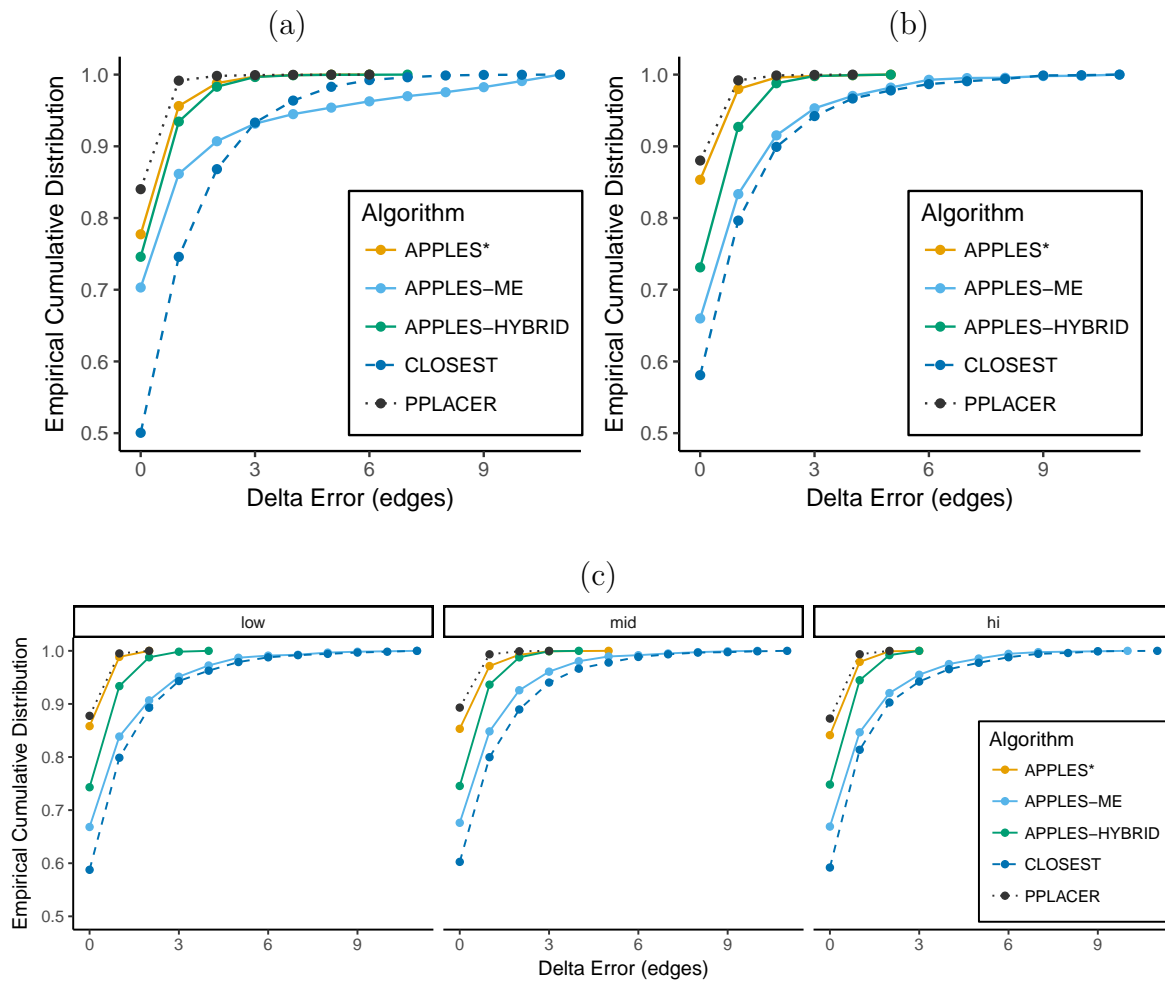 (a)
Empirical Cumulative Distribution
1.0
0.9
0.8
0.7
0.6
0.5
0
3
6
9
Delta Error (edges)
Algorithm
APPLES*
APPLES−ME
APPLES−HYBRID
CLOSEST
PPLACER
(b)
Empirical Cumulative Distribution
1.0
0.9
0.8
0.7
0.6
0.5
0
3
6
9
Delta Error (edges)
Algorithm
APPLES*
APPLES−ME
APPLES−HYBRID
CLOSEST
PPLACER
(c)
low
mid
hi
Empirical Cumulative Distribution
1.0
0.9
0.8
0.7
0.6
0.5
0
3
6
9
0
3
6
9
0
3
6
9
Delta Error (edges)
Algorithm
APPLES*
APPLES−ME
APPLES−HYBRID
CLOSEST
PPLACER